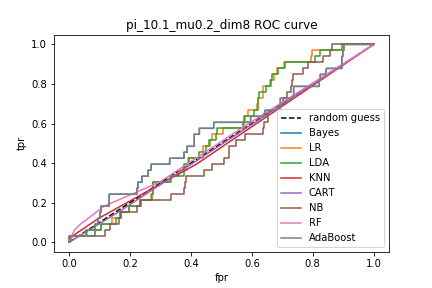 pi_10.1_mu0.2_dim8 ROC curve
tpr
1.0
0.8
0.6
0.4
0.2
0.0
random guess
Bayes
LR
LDA
KNN
CART
NB
RF
AdaBoost
0.0 0.2 0.4 0.6 0.8 1.0
fpr